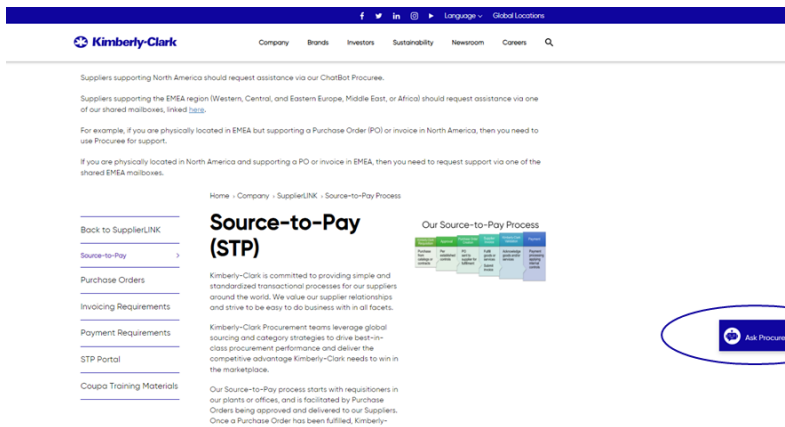 f in Language Global Locations
Kimberly-Clark Company Brands Investors Sustainability Newsroom Careers
Suppliers supporting North America should request assistance via our ChatBot Procuree.
Suppliers supporting the EMEA region (Western, Central, and Eastern Europe, Middle East, or Africa) should request assistance via one
of our shared mailboxes, linked here.
For example, if you are physically located in EMEA but supporting a Purchase Order (PO) or invoice in North America, then you need to
use Procuree for support.
If you are physically located in North America and supporting a PO or invoice in EMEA, then you need to request support via one of the
shared EMEA mailboxes.
Home > Company > SupplierLINK > Source-to-Pay Process
Back to SupplierLINK
Source-to-Pay >
Purchase Orders
Invoicing Requirements
Payment Requirements
STP Portal
Coupa Training Materials
Source-to-Pay
(STP)
Kimberly-Clark is committed to providing simple and
standardized transactional processes for our suppliers
around the world. We value our supplier relationships
and strive to be easy to do business with in all facets.
Kimberly-Clark Procurement teams leverage global
sourcing and category strategies to drive best-in-
class procurement performance and deliver the
competitive advantage Kimberly-Clark needs to win in
the marketplace.
Our Source-to-Pay process starts with requisitioners in
our plants or offices, and is facilitated by Purchase
Orders being approved and delivered to our Suppliers.
Once a Purchase Order has been fulfilled, Kimberly-
Our Source-to-Pay Process
Ask Procure